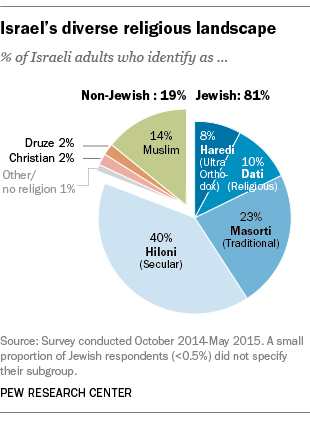 Israel's diverse religious landscape
% of Israeli adults who identify as ...
Non-Jewish : 19%
Jewish: 81%
8%
Haredi
(Ultra
Ortho-
dox)
10%
Dati
(Religious)
23%
Masorti
(Traditional)
40%
Hiloni
(Secular)
Other/
no religion 1%
Christian 2%
Druze 2%
14%
Muslim
Source: Survey conducted October 2014-May 2015. A small
proportion of Jewish respondents (<0.5%) did not specify
their subgroup.
PEW RESEARCH CENTER